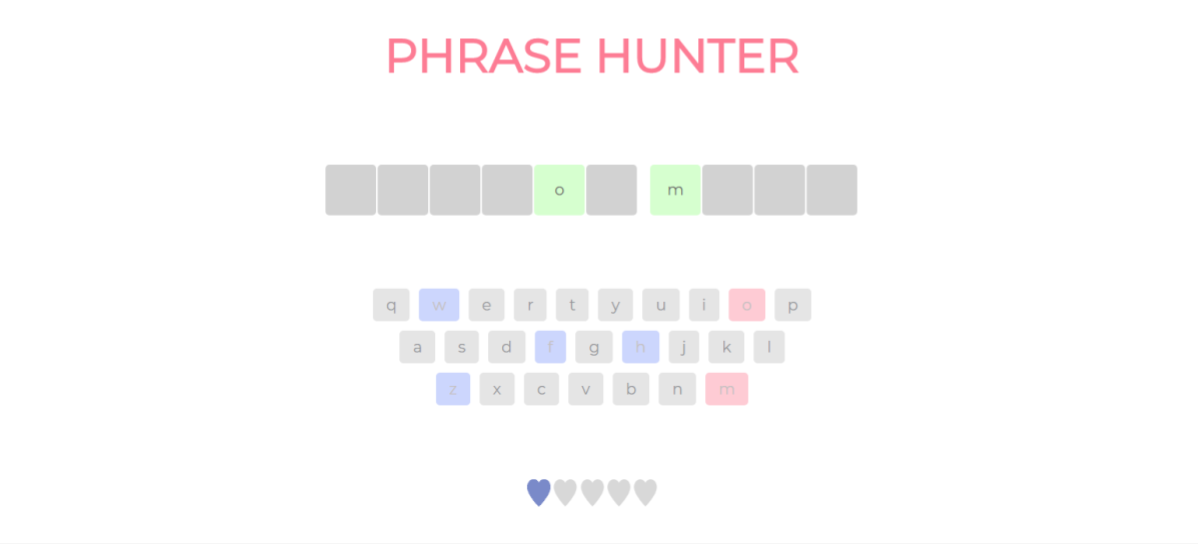 PHRASE HUNTER
o m
q w e r t y u i o p
a s d f g h j k l
z x c v b n m